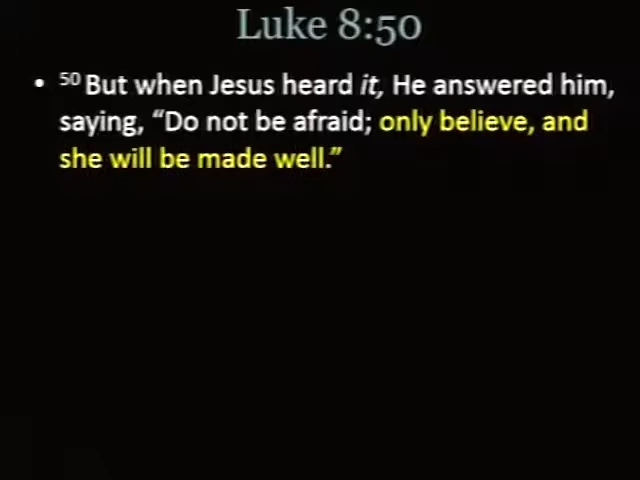 Luke 8:50
• 50 But when Jesus heard it, He answered him,
saying, “Do not be afraid; only believe, and
she will be made well.”